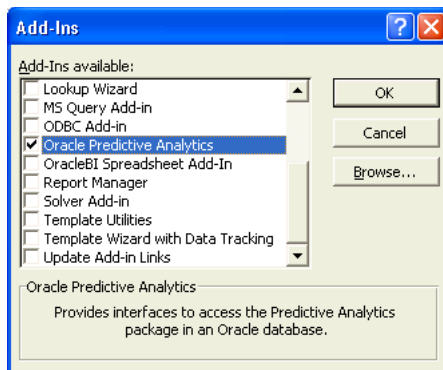 Add-Ins
Add-Ins available:
Lookup Wizard
MS Query Add-in
ODBC Add-in
Oracle Predictive Analytics
OracleBI Spreadsheet Add-In
Report Manager
Solver Add-in
Template Utilities
Template Wizard with Data Tracking
Update Add-in Links
OK
Cancel
Browse...
Oracle Predictive Analytics
Provides interfaces to access the Predictive Analytics
package in an Oracle database.